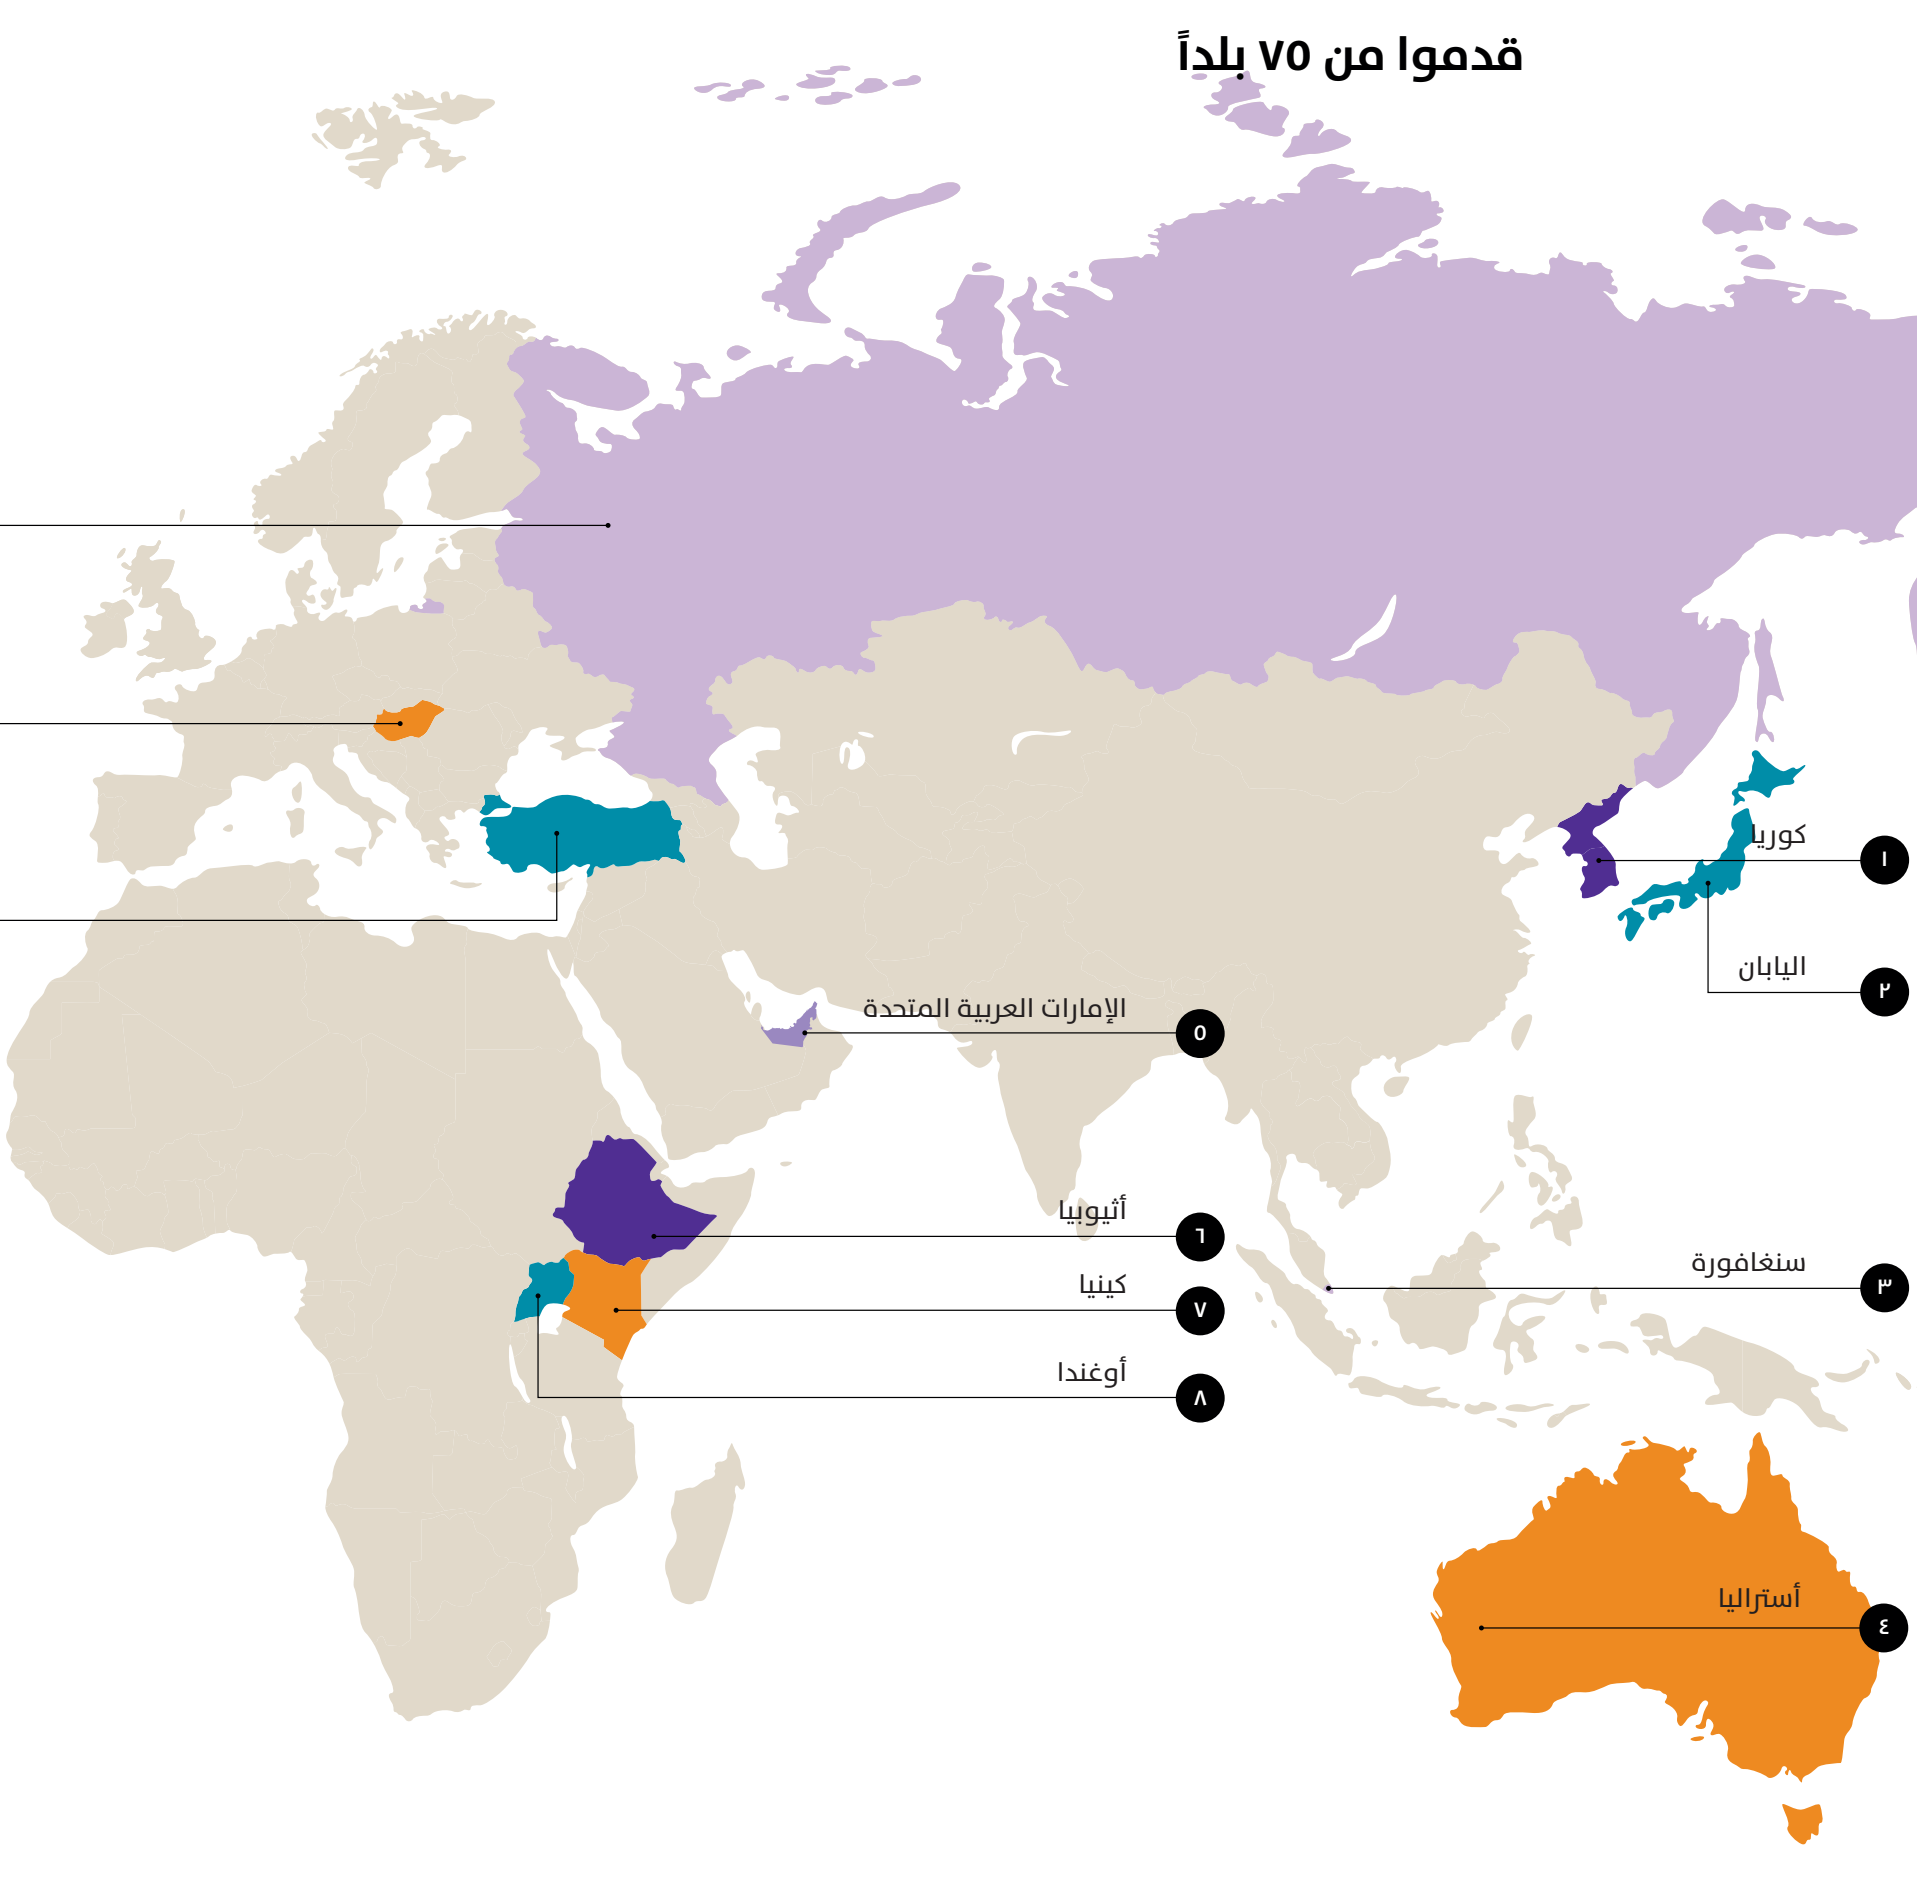 قدموا من ٧٥ بلداً
كوريا
١
اليابان
٢
سنغافورة
٣
أستراليا
٤
الإمارات العربية المتحدة
٥
أثيوبيا
٦
كينيا
٧
أوغندا
٨